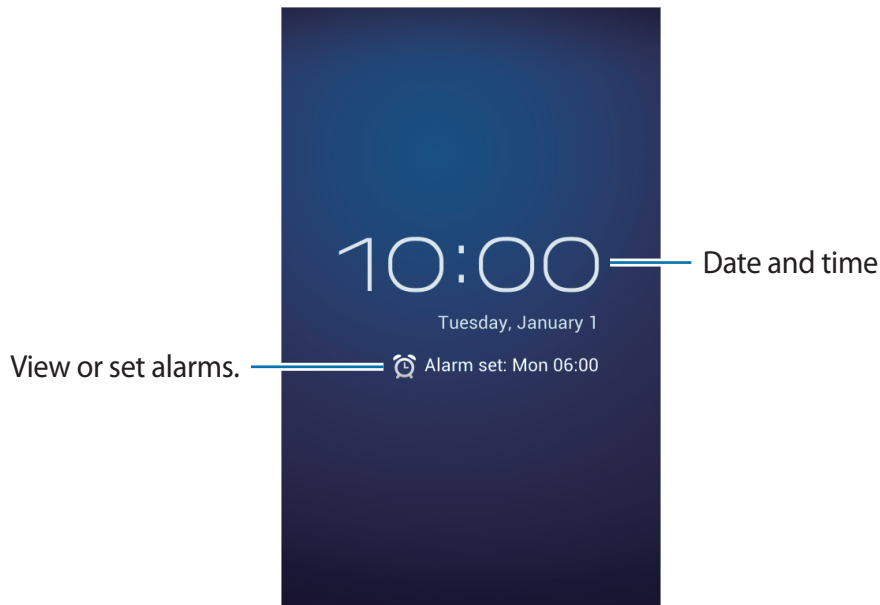 10:00
Date and time
Tuesday, January 1
View or set alarms.
Alarm set: Mon 06:00